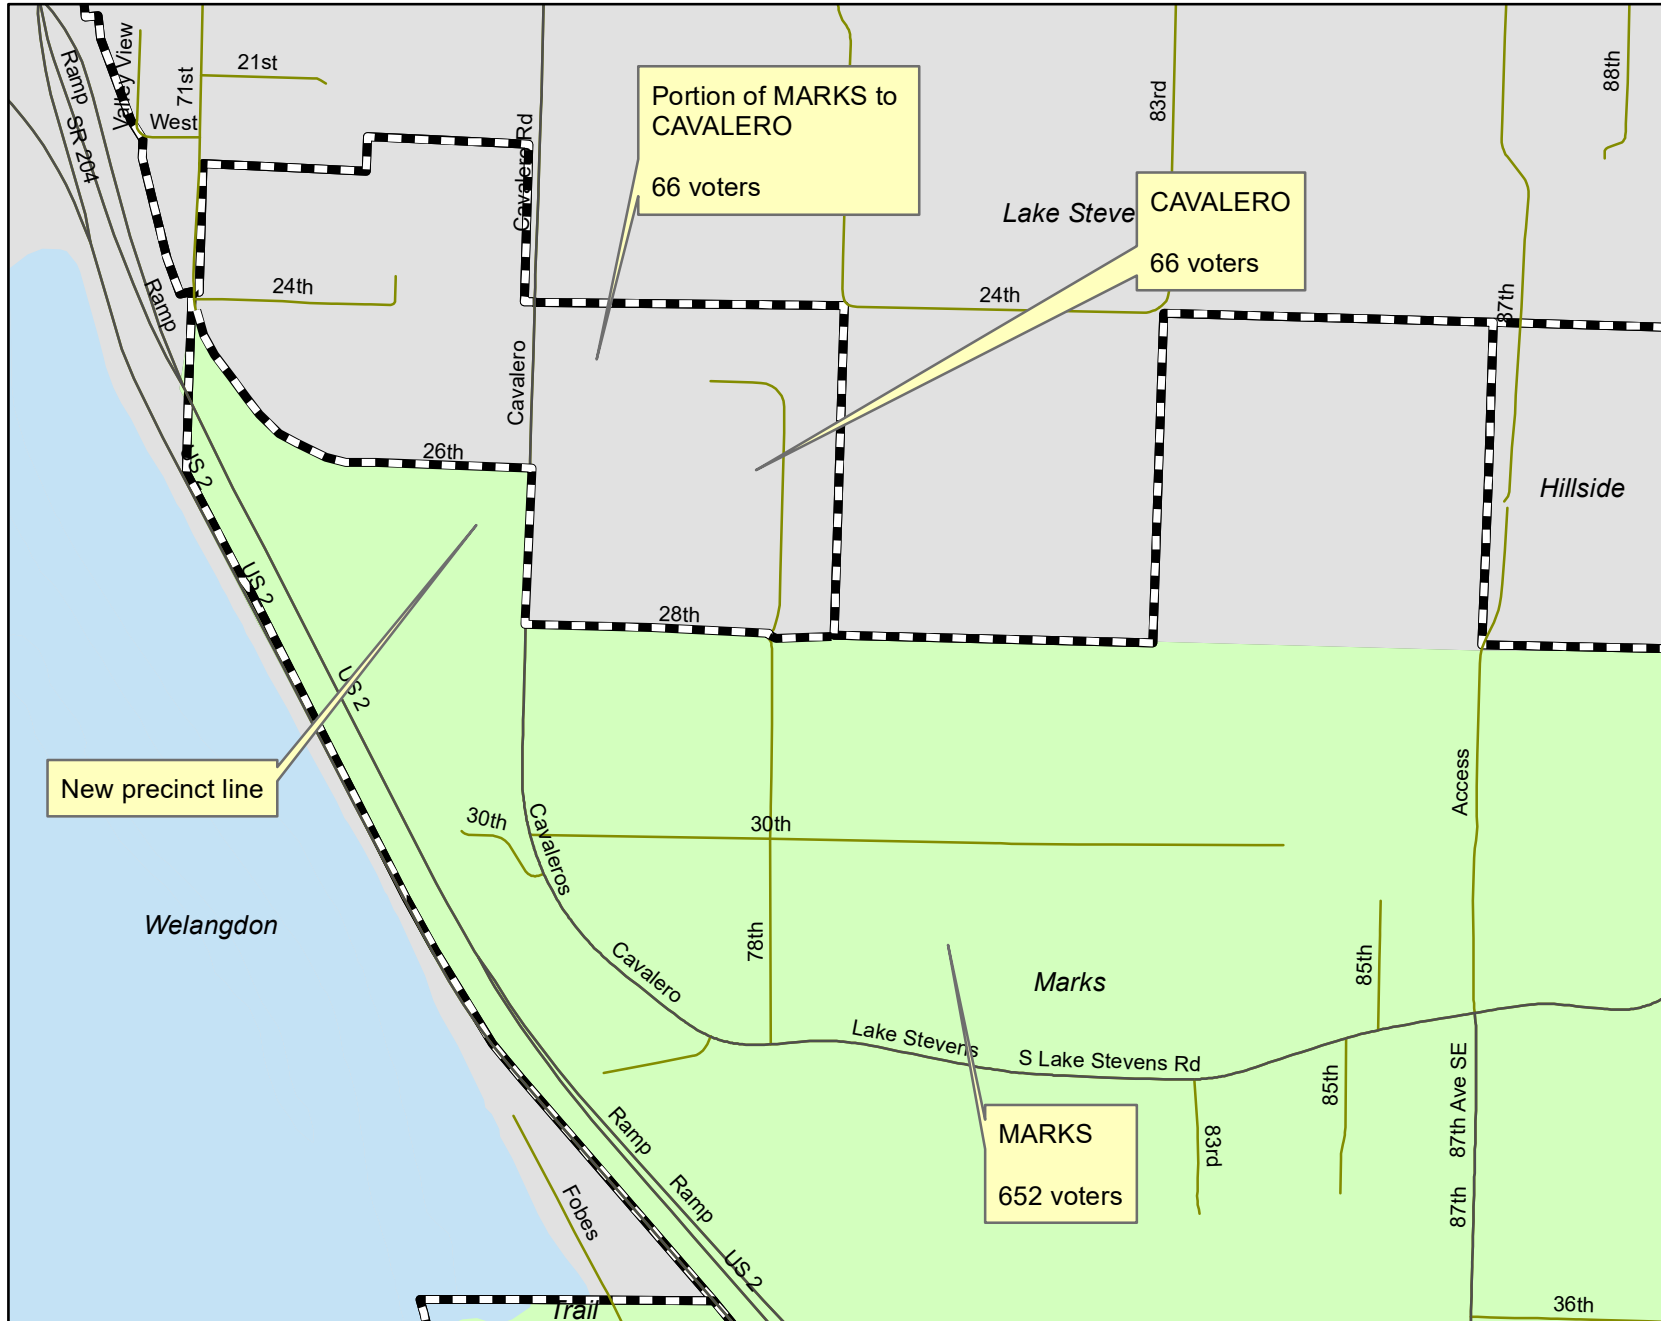 Valley View
71st
21st
West
Ramp
SR 204
Ramp
24th
Cavalero Rd
Portion of MARKS to
CAVALERO
66 voters
83rd
88th
Lake Steve
CAVALERO
66 voters
24th
87th
Cavalero
26th
US 2
Hillside
US 2
28th
US 2
New precinct line
Access
30th
30th
Cavaleros
Welangdon
Cavalero
78th
Marks
85th
Lake Stevens
S Lake Stevens Rd
85th
87th Ave SE
MARKS
652 voters
83rd
87th
Ramp
Ramp
Fobes
US 2
Trail
36th